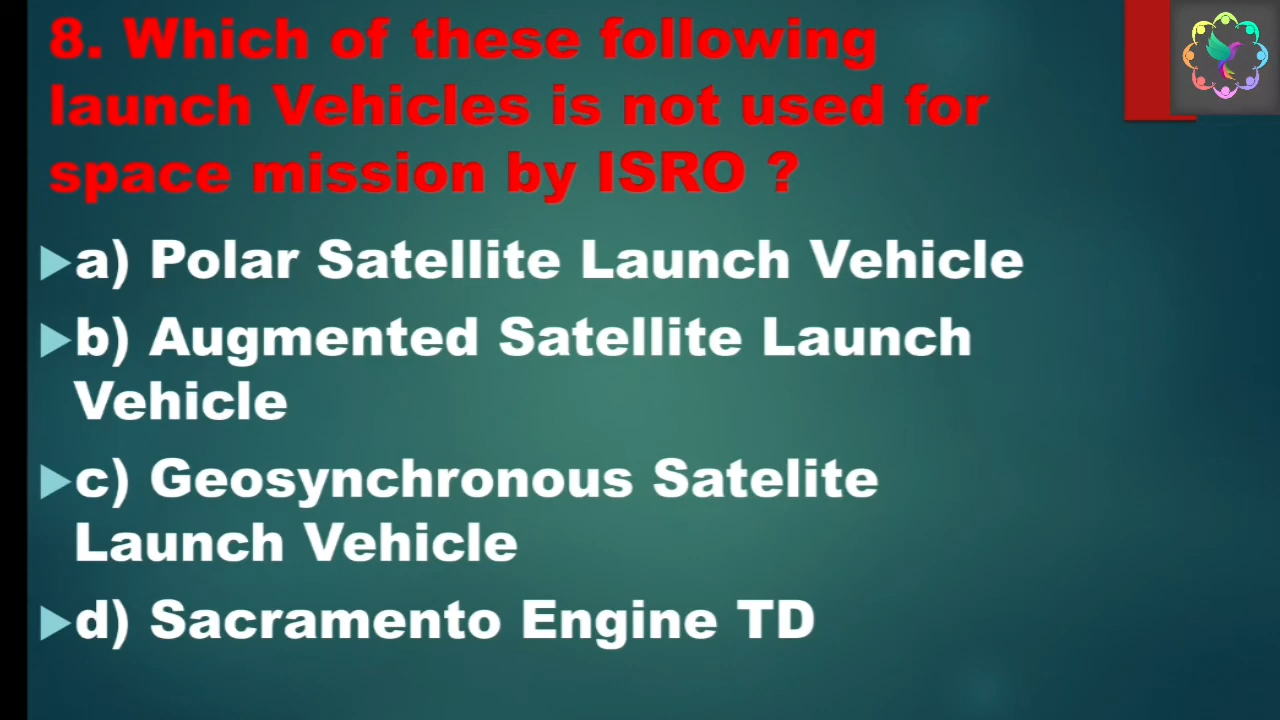 8. Which of these following
launch Vehicles is not used for
space mission by ISRO ?
a) Polar Satellite Launch Vehicle
b) Augmented Satellite Launch
Vehicle
c) Geosynchronous Satelite
Launch Vehicle
d) Sacramento Engine TD